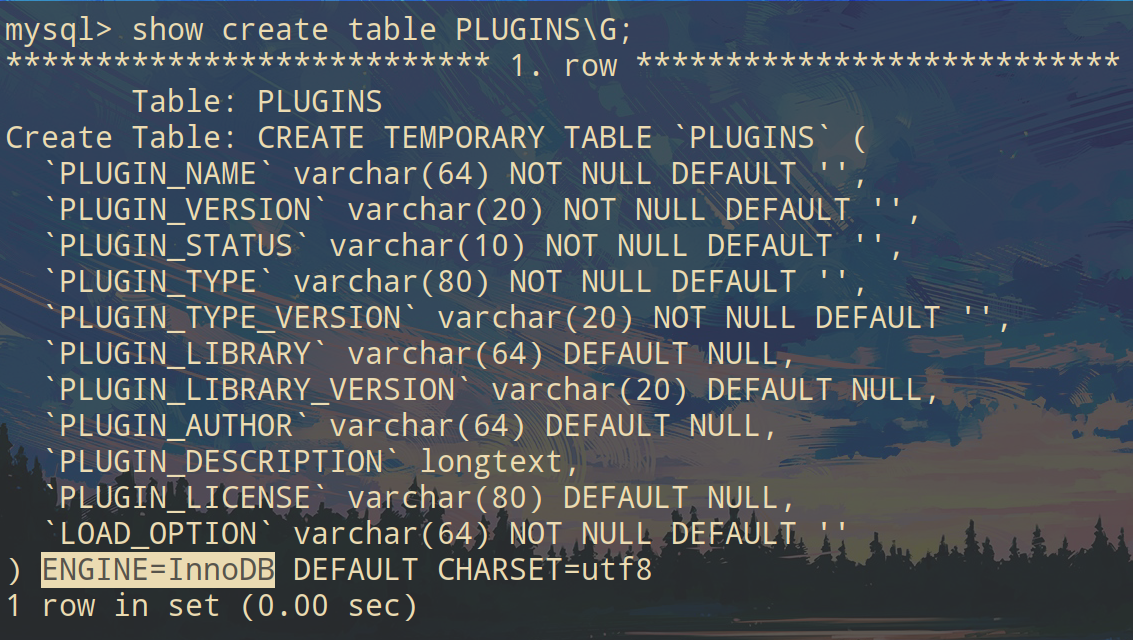 mysql> show create table PLUGINS\G;
*************************** 1. row ***************************
        Table: PLUGINS
Create Table: CREATE TEMPORARY TABLE `PLUGINS` (
  `PLUGIN_NAME` varchar(64) NOT NULL DEFAULT '',
  `PLUGIN_VERSION` varchar(20) NOT NULL DEFAULT '',
  `PLUGIN_STATUS` varchar(10) NOT NULL DEFAULT '',
  `PLUGIN_TYPE` varchar(80) NOT NULL DEFAULT '',
  `PLUGIN_TYPE_VERSION` varchar(20) NOT NULL DEFAULT '',
  `PLUGIN_LIBRARY` varchar(64) DEFAULT NULL,
  `PLUGIN_LIBRARY_VERSION` varchar(20) DEFAULT NULL,
  `PLUGIN_AUTHOR` varchar(64) DEFAULT NULL,
  `PLUGIN_DESCRIPTION` longtext,
  `PLUGIN_LICENSE` varchar(80) DEFAULT NULL,
  `LOAD_OPTION` varchar(64) NOT NULL DEFAULT ''
) ENGINE=InnoDB DEFAULT CHARSET=utf8
1 row in set (0.00 sec)